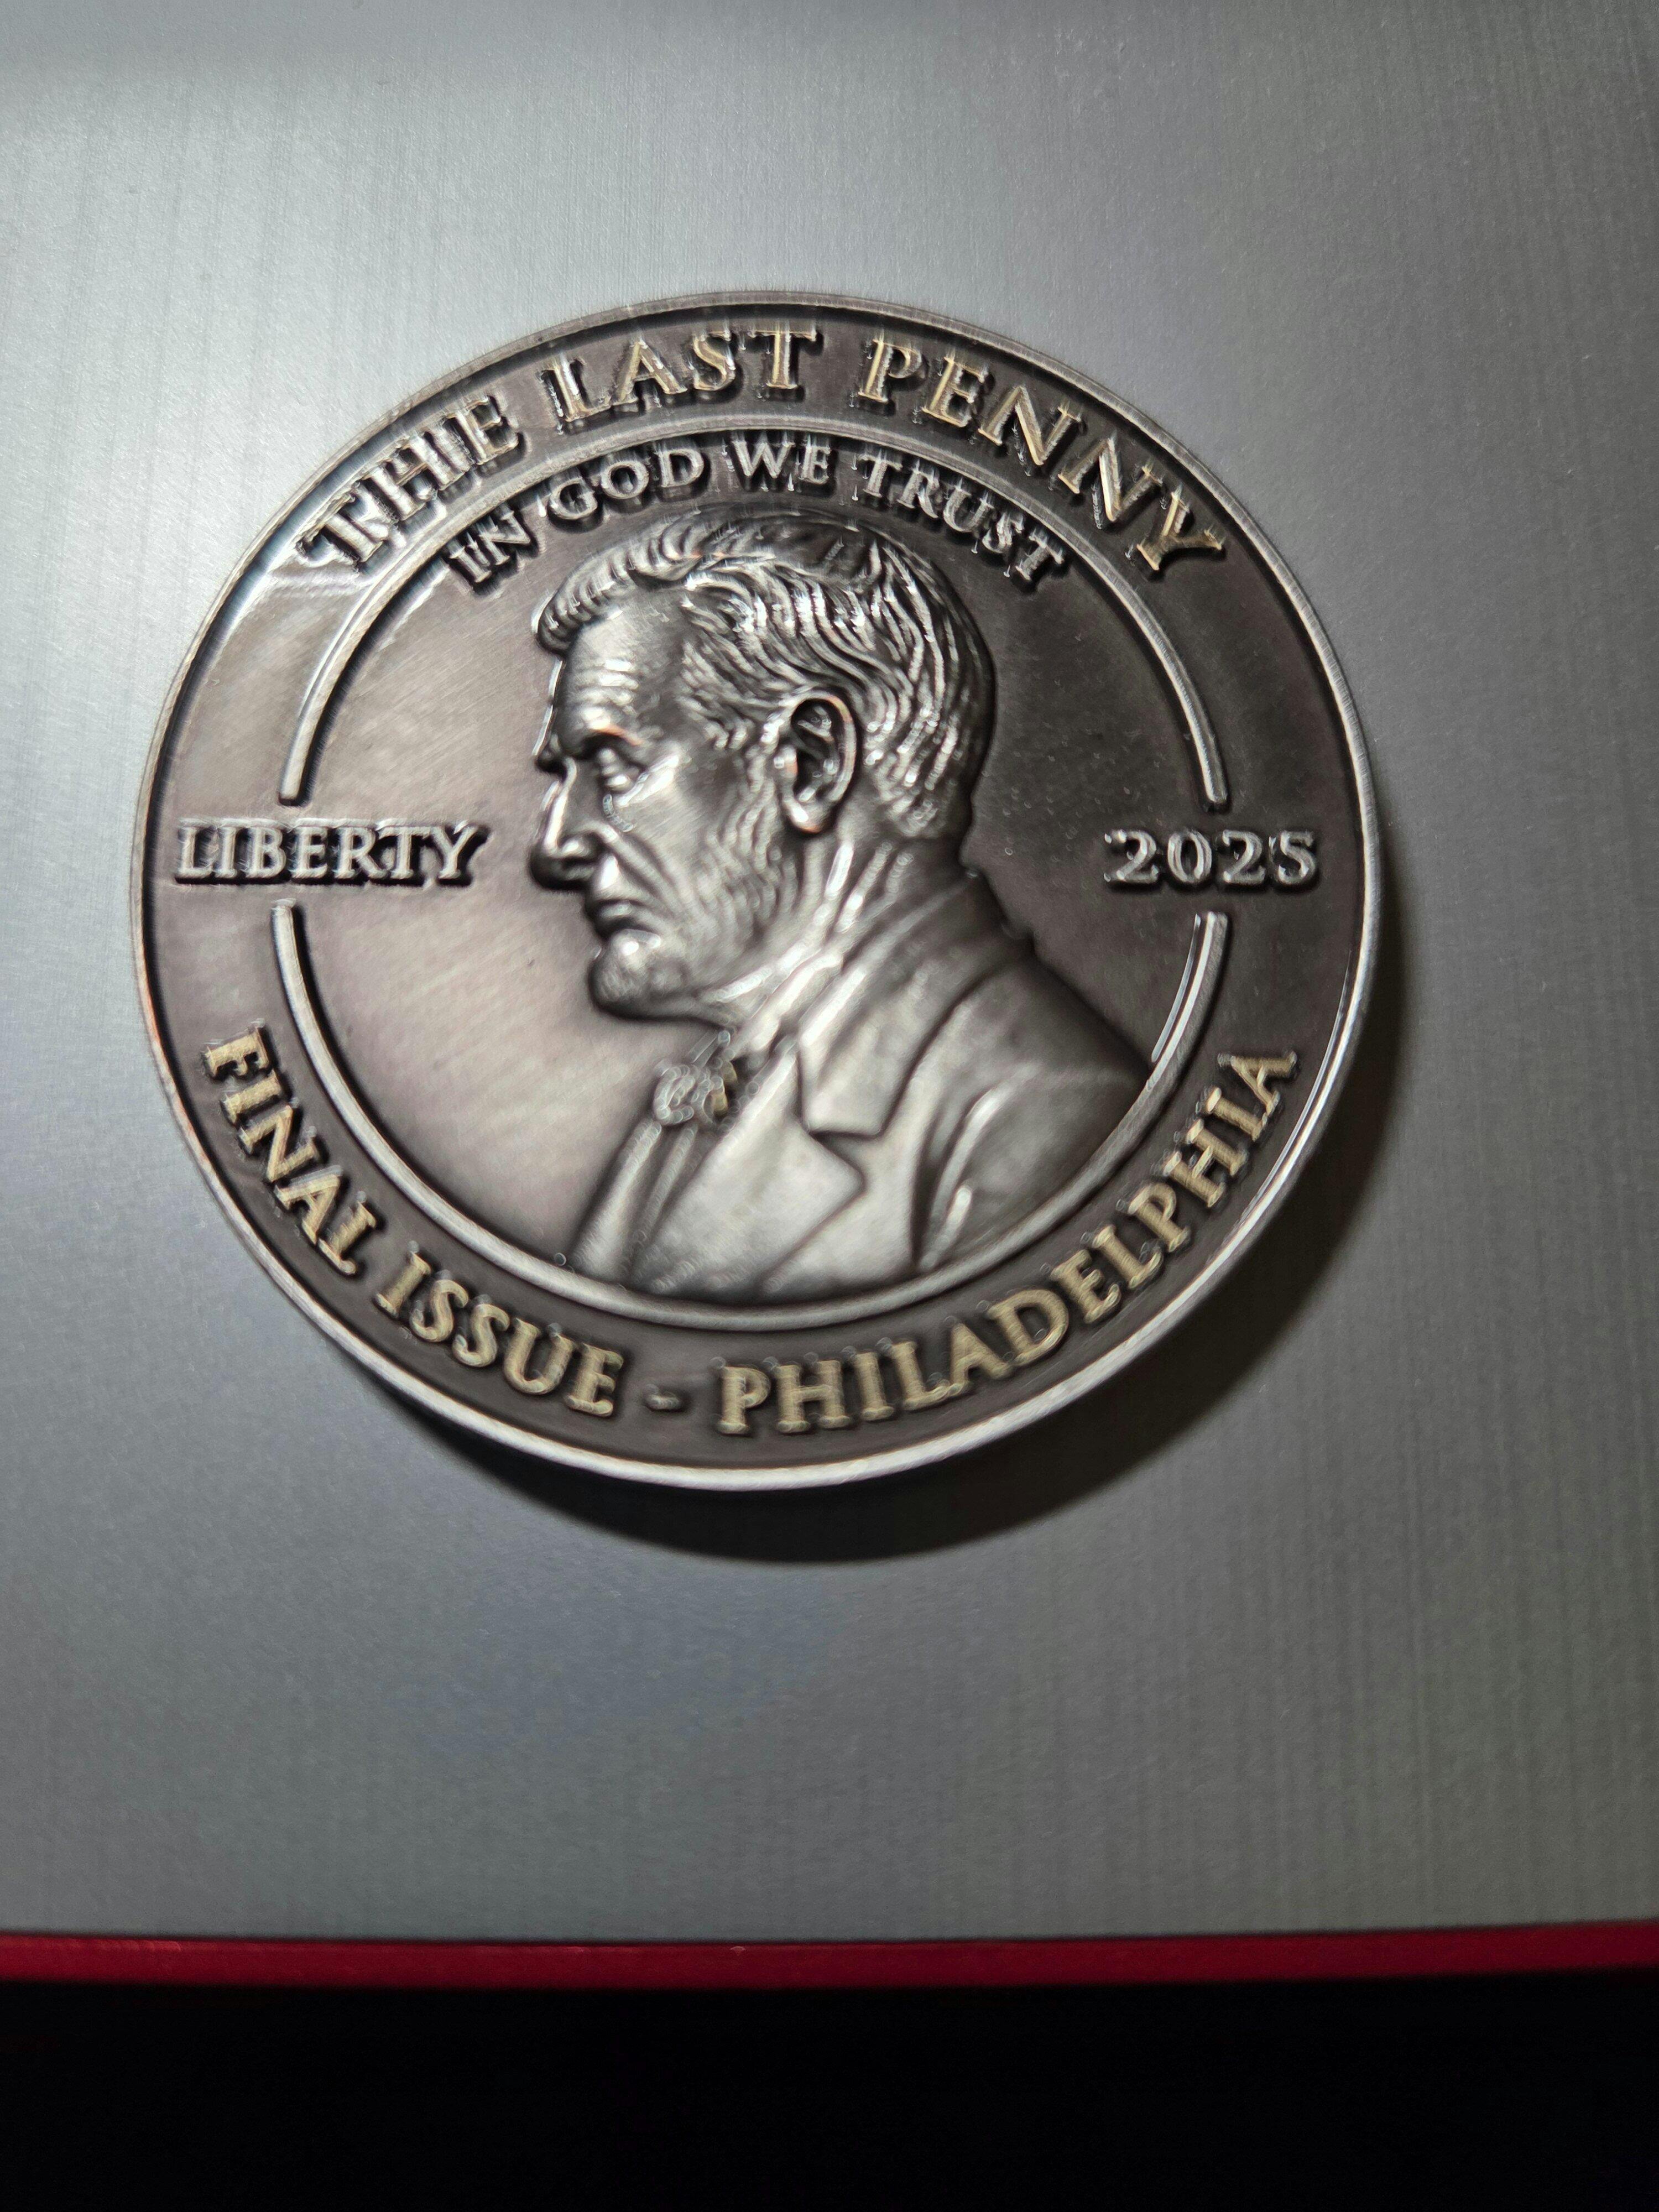 THE LAST PENNY
IN GOD WE TRUST
LIBERTY
2025
FINAL ISSUE - PHILADELPHIA